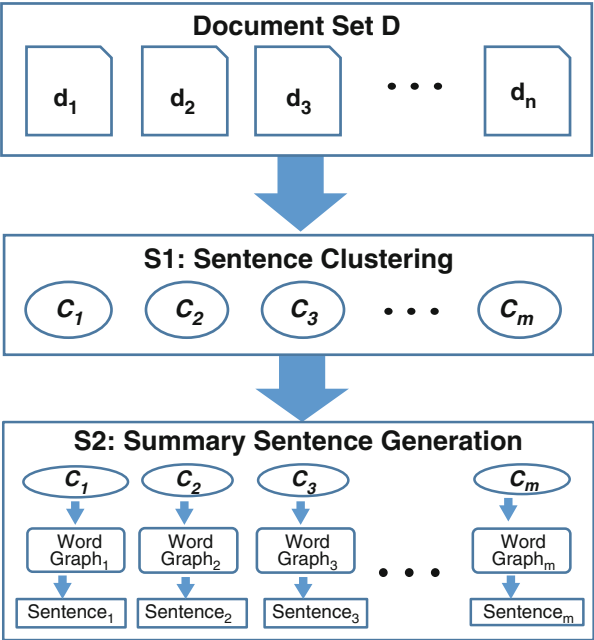 Document Set D
d1 d2 d3 • • • dn
S1: Sentence Clustering
C1 C2 C3 • • • Cm
S2: Summary Sentence Generation
C1 C2 C3 Cm
Word Word Word Word
Graph1 Graph2 Graph3 • • • Graphm
Sentence1 Sentence2 Sentence3 Sentencem